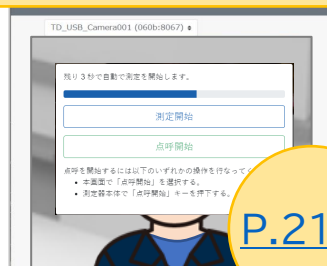 TD_USB_Camera001 (060b:8067)
残り3秒で自動で測定を開始します。
測定開始
点呼開始
点呼を開始するには以下のいずれかの操作を行なって
• 本画面で「点呼開始」を選択する。
• 測定器本体で「点呼開始」キーを押下する。
P.21